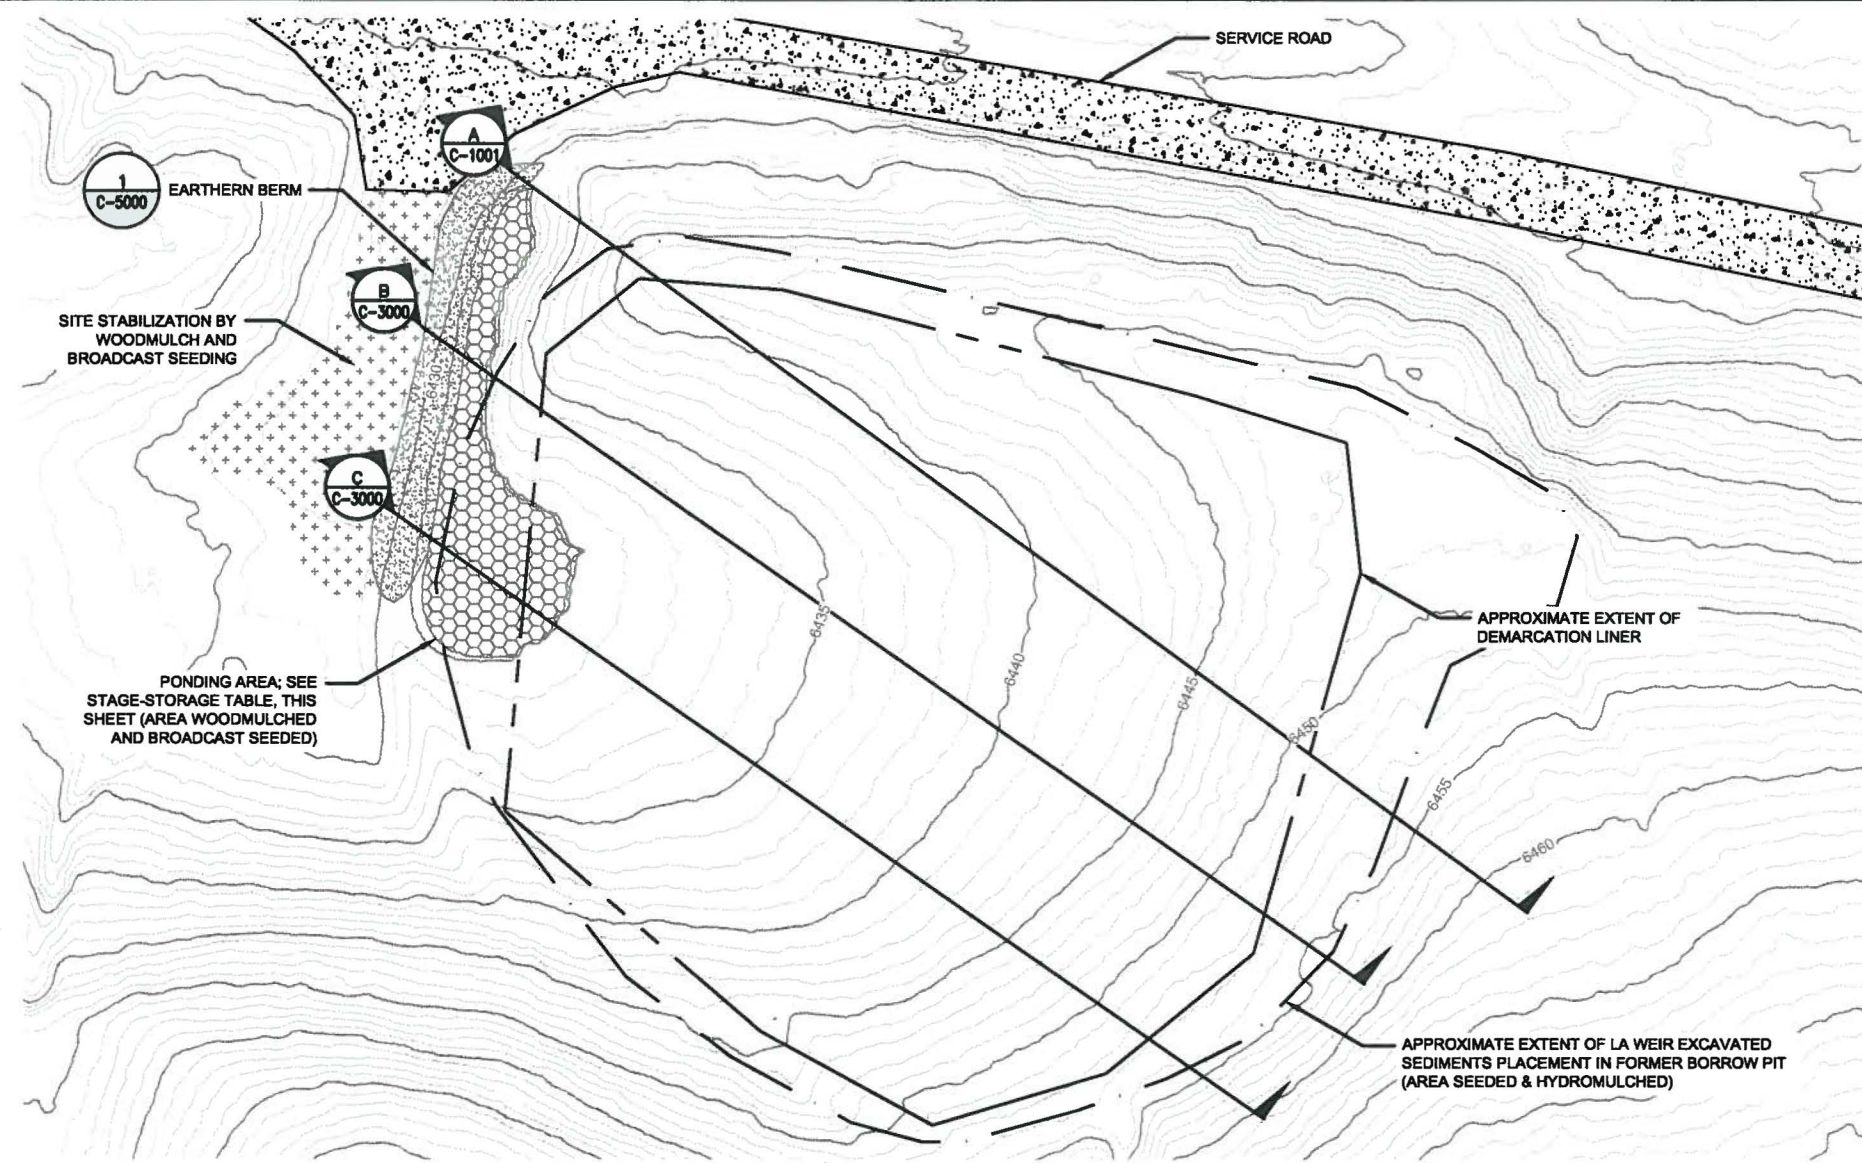 SERVICE ROAD
A
C-1001
1
C-5000
EARTHERN BERM
B
C-3000
SITE STABILIZATION BY
WOODMULCH AND
BROADCAST SEEDING
6430
C
C-3000
6435
6440
6445
6450
6455
6460
APPROXIMATE EXTENT OF
DEMARCATION LINER
PONDING AREA; SEE
STAGE-STORAGE TABLE, THIS
SHEET (AREA WOODMULCHED
AND BROADCAST SEEDED)
APPROXIMATE EXTENT OF LA WEIR EXCAVATED
SEDIMENTS PLACEMENT IN FORMER BORROW PIT
(AREA SEEDED & HYDROMULCHED)